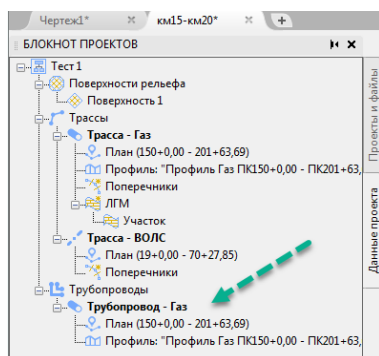 Чертеж1*
км15-км20*
БЛОКНОТ ПРОЕКТОВ
Тест 1
Поверхности рельефа
Поверхность 1
Трассы
Трасса - Газ
План (150+0,00 - 201+63,69)
Профиль: "Профиль Газ ПК150+0,00 - ПК201+63,
Поперечники
ЛГМ
Участок
Трасса - ВОЛС
План (19+0,00 - 70+27,85)
Поперечники
Трубопроводы
Трубопровод - Газ
План (150+0,00 - 201+63,69)
Профиль: "Профиль Газ ПК150+0,00 - ПК201+63,
Проекты и файлы
Данные проекта